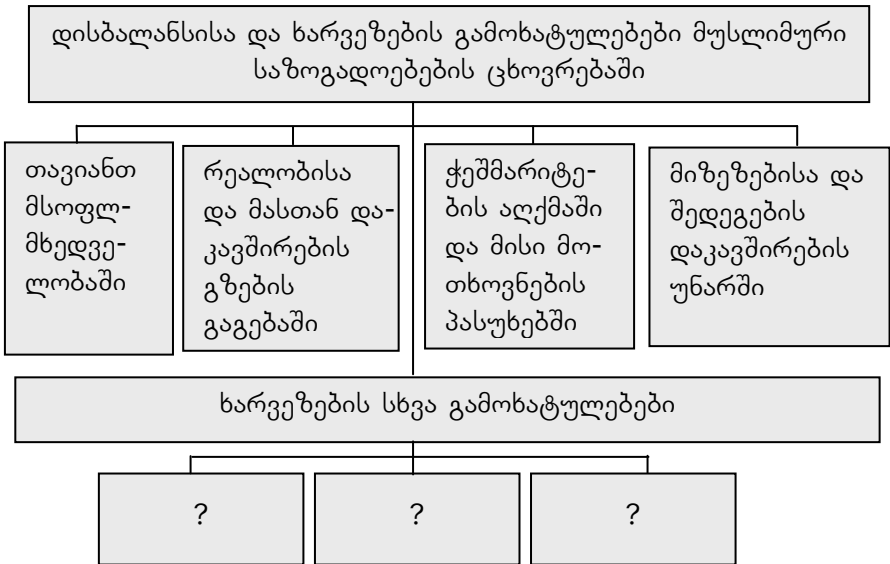 დისბალანსისა და ხარვეზების გამოხატულებები მუსლიმური
საზოგადოებების ცხოვრებაში
თავიანთ
მსოფლ-
მხედვე-
ლობაში
რეალობისა
და მასთან და-
კავშირების
გზების
გაგებაში
ჭეშმარიტე-
ბის აღქმაში
და მისი მო-
თხოვნების
პასუხებში
მიზეზებისა და
შედეგების
დაკავშირების
უნარში
ხარვეზების სხვა გამოხატულებები
?
?
?